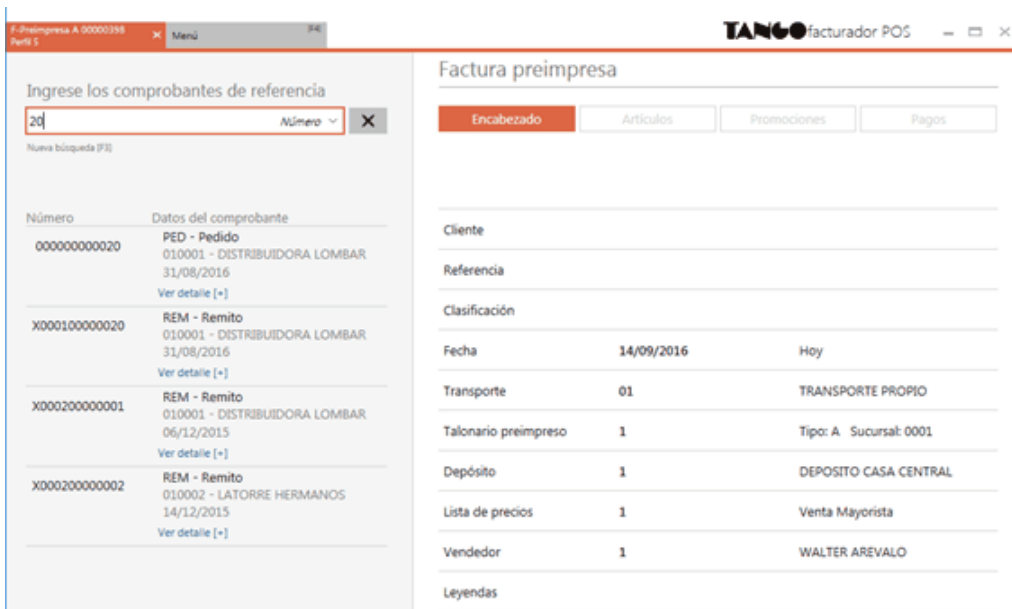 F-Preimpresa A 00000398
Perfil S
Menú
[F4]
TANGOfacturador POS
Ingrese los comprobantes de referencia
20 Número
Nueva búsqueda [F3]
Número Datos del comprobante
000000000020 PED - Pedido
010001 - DISTRIBUIDORA LOMBAR
31/08/2016
Ver detalle [+]
X000100000020 REM - Remito
010001 - DISTRIBUIDORA LOMBAR
31/08/2016
Ver detalle [+]
X000200000001 REM - Remito
010001 - DISTRIBUIDORA LOMBAR
06/12/2015
Ver detalle [+]
X000200000002 REM - Remito
010002 - LATORRE HERMANOS
14/12/2015
Ver detalle [+]
Factura preimpresa
Encabezado Artículos Promociones Pagos
Cliente
Referencia
Clasificación
Fecha 14/09/2016 Hoy
Transporte 01 TRANSPORTE PROPIO
Talonario preimpreso 1 Tipo: A Sucursal: 0001
Depósito 1 DEPOSITO CASA CENTRAL
Lista de precios 1 Venta Mayorista
Vendedor 1 WALTER AREVALO
Leyendas